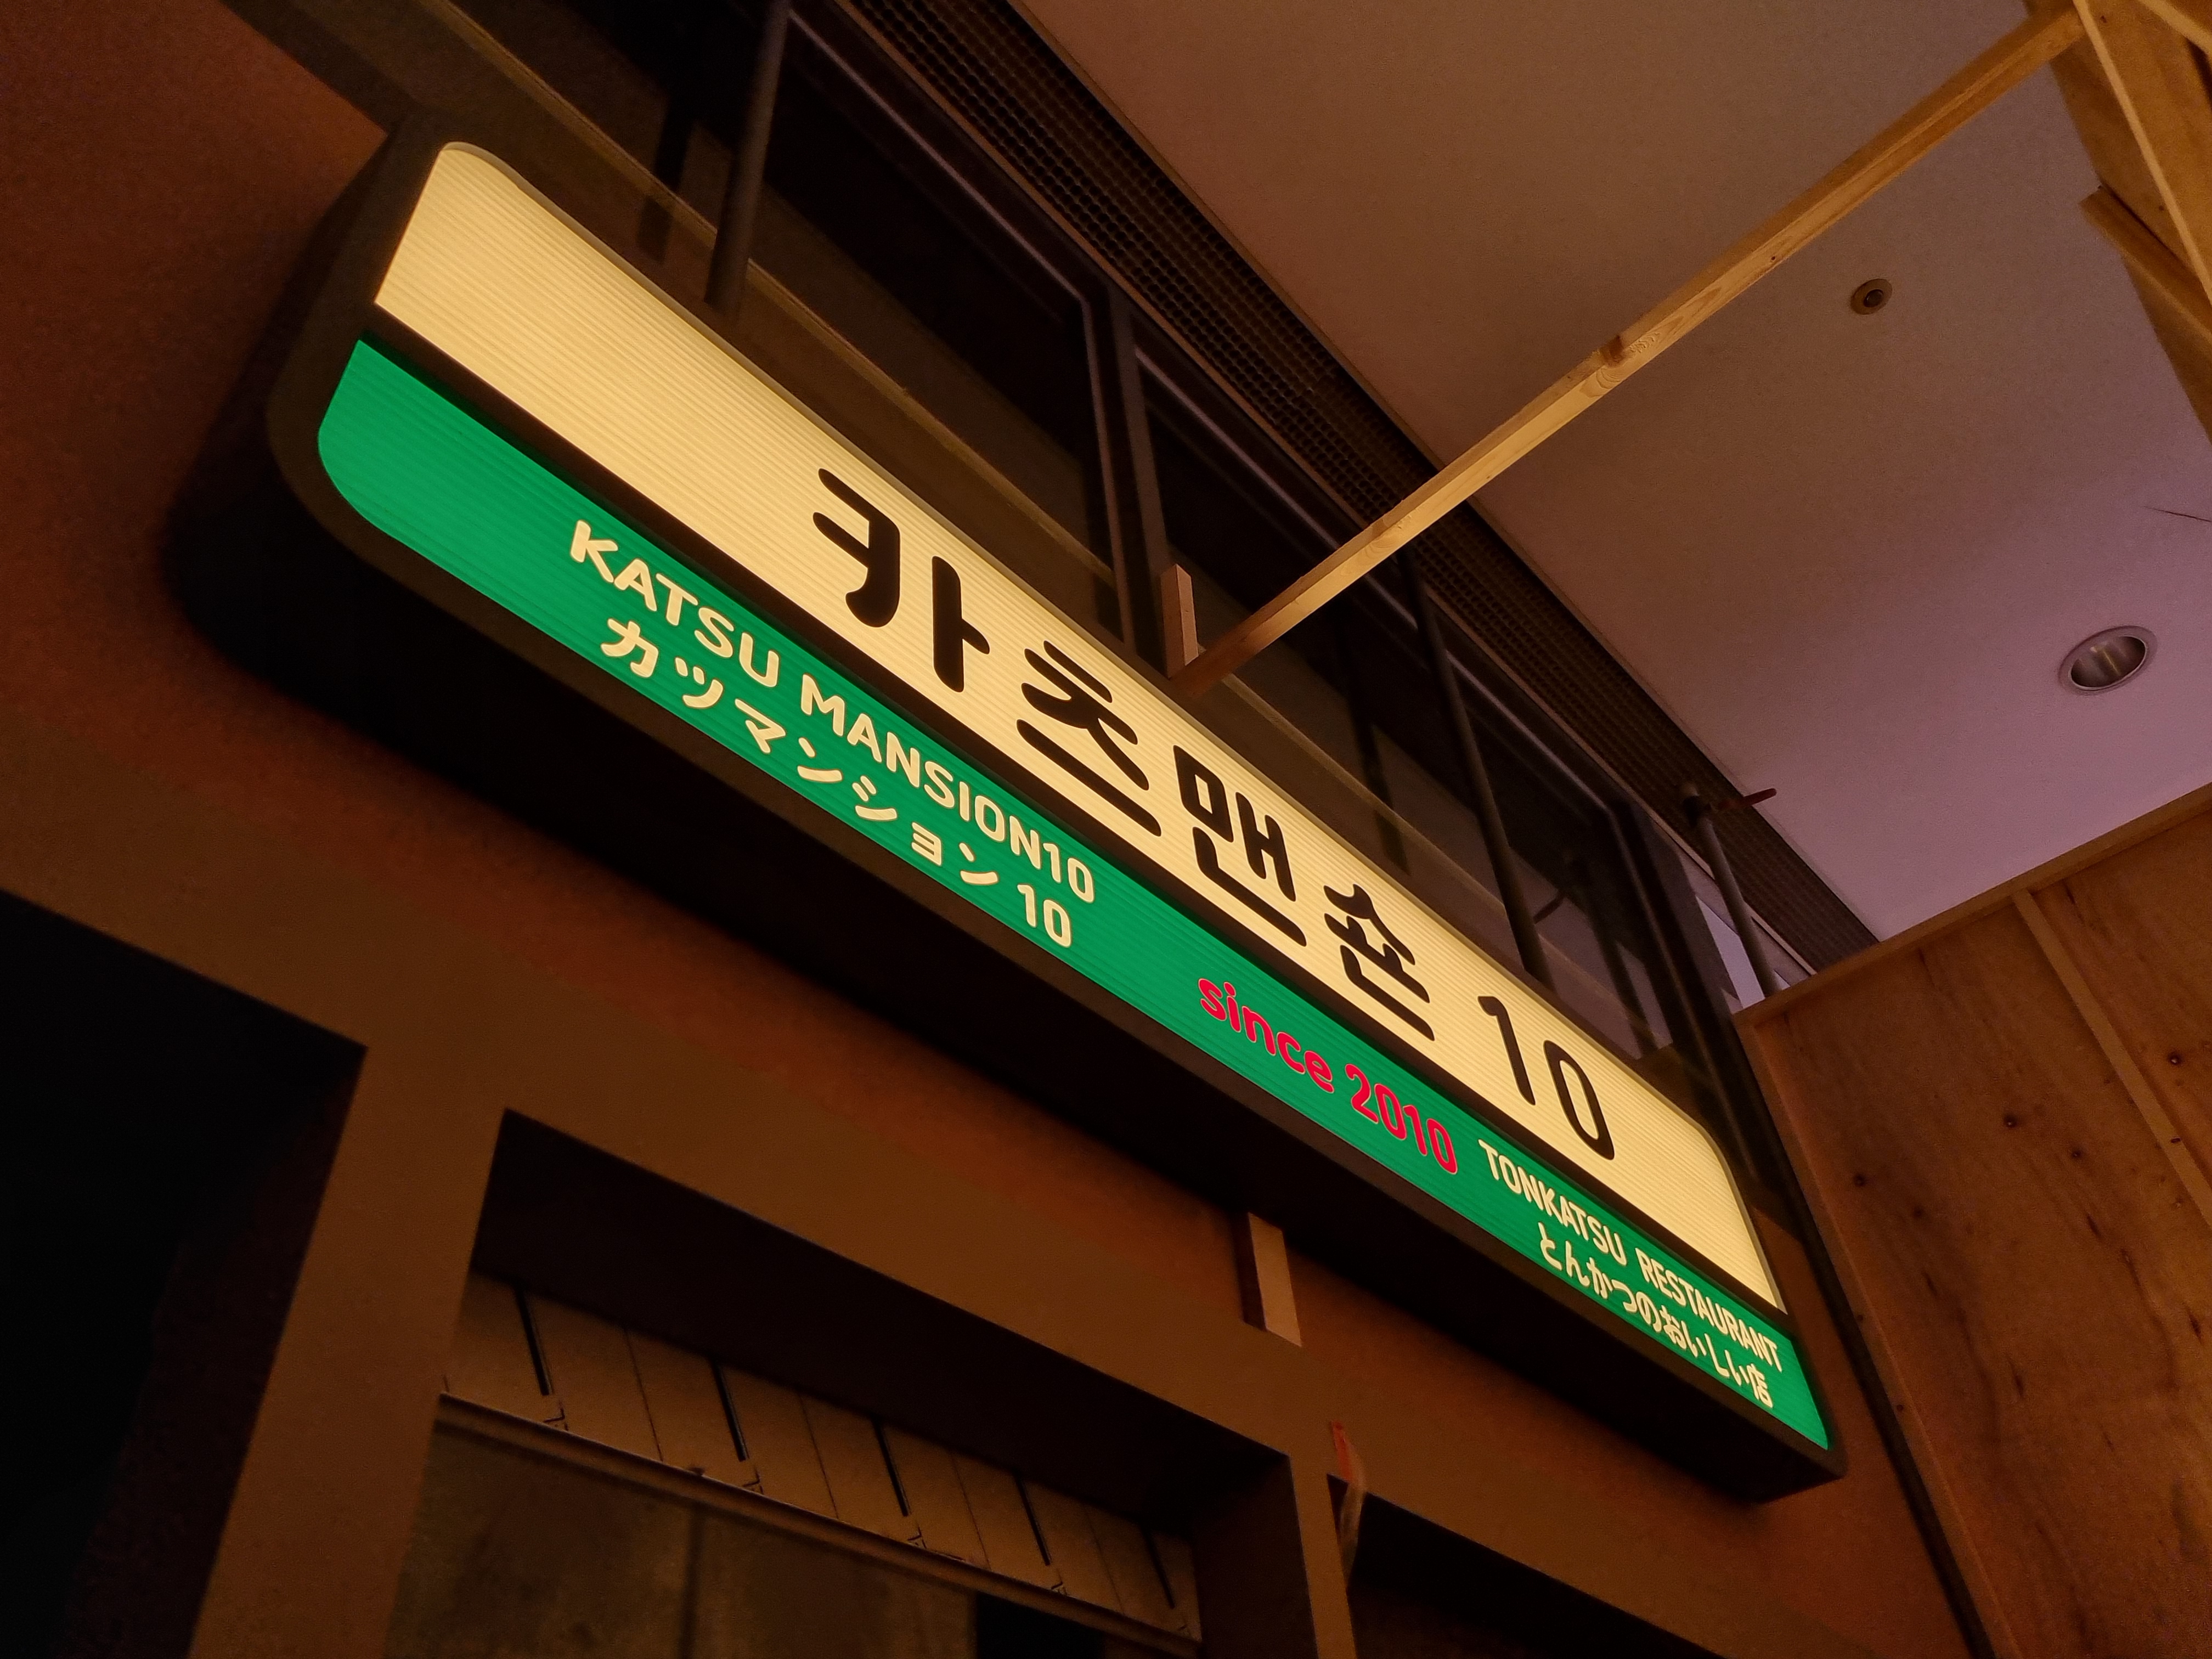 카츠맨숀 10
KATSU MANSION10
カツマンション 10
since 2010
TONKATSU RESTAURANT
とんかつのおいしい店